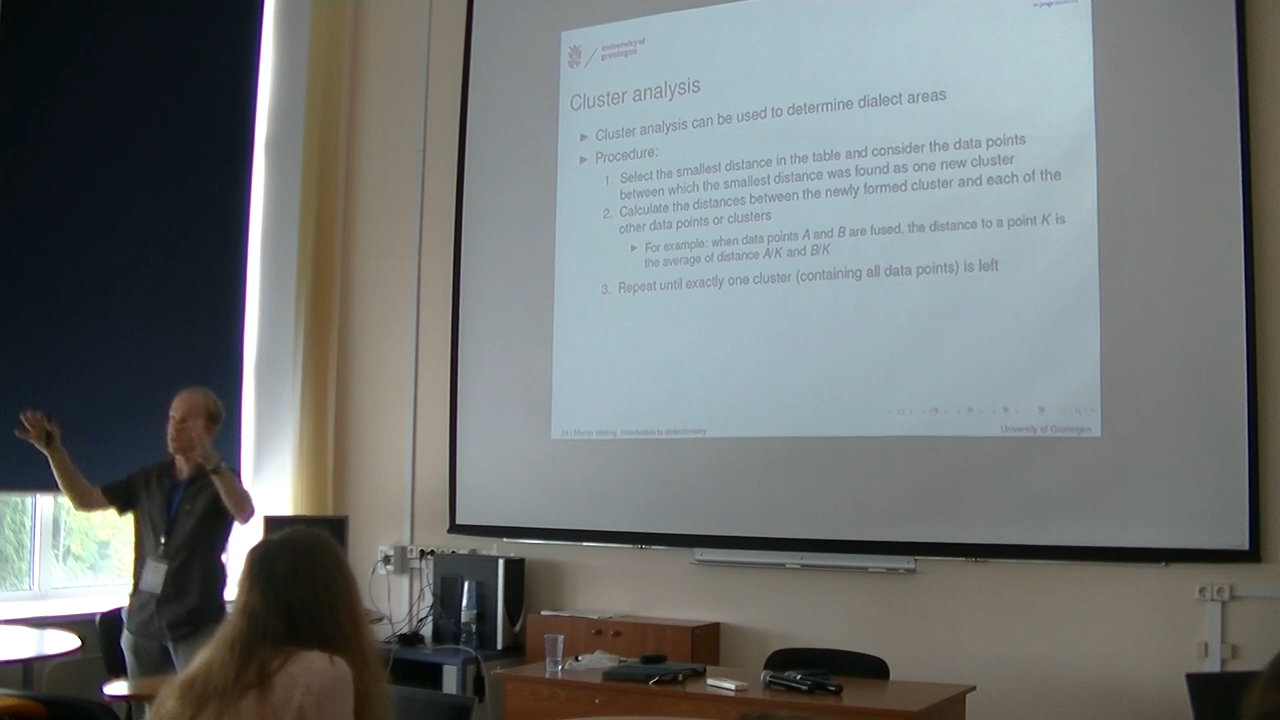 university of
groningen
Cluster analysis
► Cluster analysis can be used to determine dialect areas
► Procedure:
1. Select the smallest distance in the table and consider the data points
between which the smallest distance was found as one new cluster
2. Calculate the distances between the newly formed cluster and each of the
other data points or clusters
► For example: when data points A and B are fused, the distance to a point K is
the average of distance A/K and B/K
3. Repeat until exactly one cluster (containing all data points) is left
Introduction to dialectometry
University of Groningen